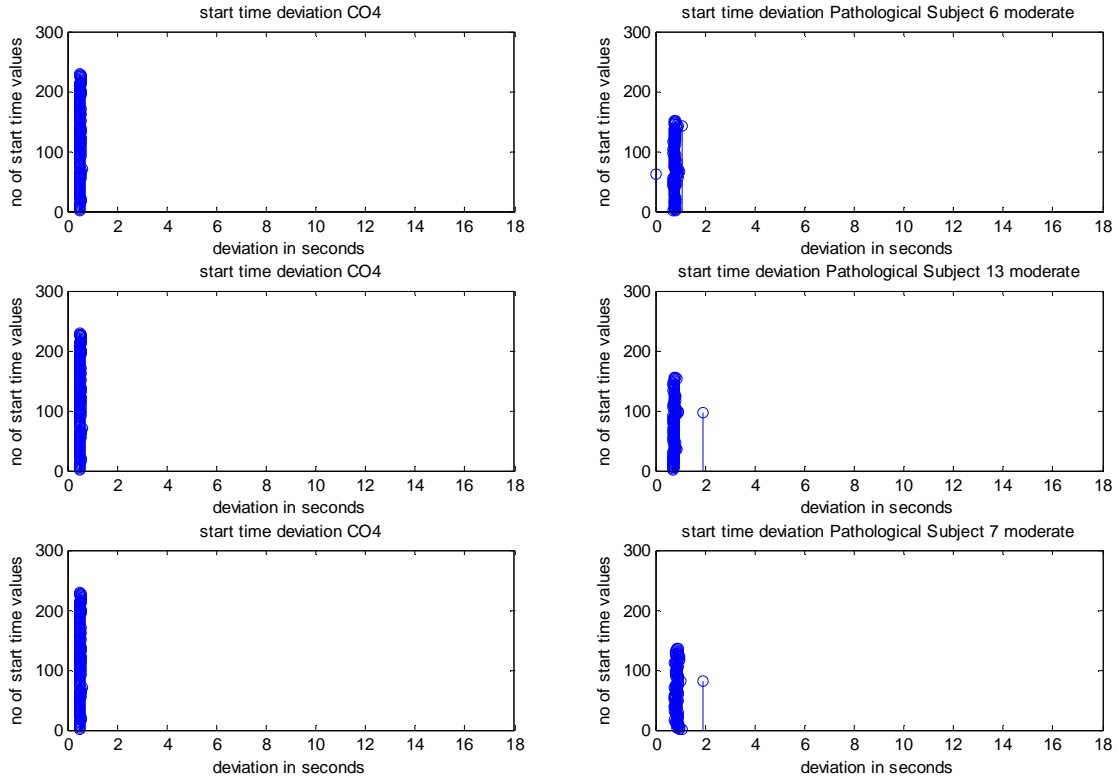 start time deviation CO4
300
200
100
0
no of start time values
0 2 4 6 8 10 12 14 16 18
deviation in seconds
start time deviation Pathological Subject 6 moderate
300
200
100
0
no of start time values
0 2 4 6 8 10 12 14 16 18
deviation in seconds
start time deviation CO4
300
200
100
0
no of start time values
0 2 4 6 8 10 12 14 16 18
deviation in seconds
start time deviation Pathological Subject 13 moderate
300
200
100
0
no of start time values
0 2 4 6 8 10 12 14 16 18
deviation in seconds
start time deviation CO4
300
200
100
0
no of start time values
0 2 4 6 8 10 12 14 16 18
deviation in seconds
start time deviation Pathological Subject 7 moderate
300
200
100
0
no of start time values
0 2 4 6 8 10 12 14 16 18
deviation in seconds